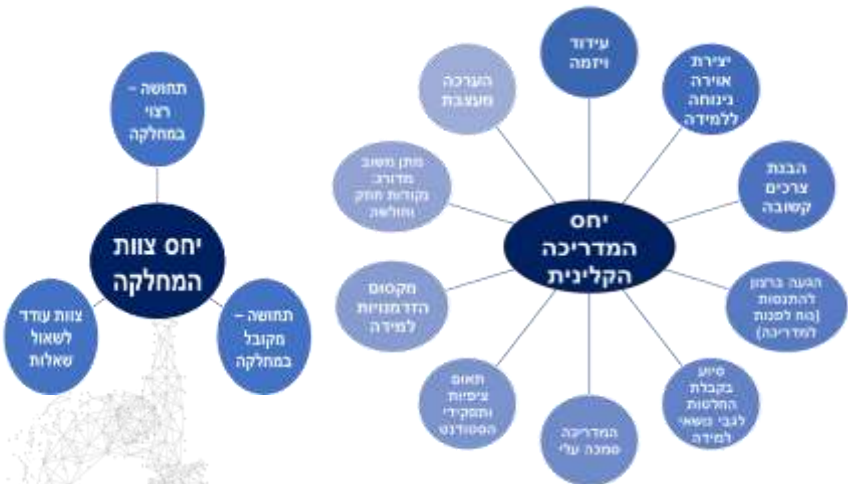 יחס
המדריכה
הקלינית
עידוד
ויזמה
יצירת
אוירה
נינוחה
ללמידה
הבנת
צרכים
קשובה
הגעה ברצון
להתנסות
(נוח לפנות
למדריכה)
סיוע
בקבלת
החלטות
לגבי נושאי
למידה
המדריכה
סמכה עלי
תאום
ציפיות
ותפקידי
הסטודנט
מקסום
הזדמנויות
למידה
מתן משוב
מדורג:
נקודות חוזק
וחולשה
הערכה
מעצבת
יחס צוות
המחלקה
תחושה –
רצוי
במחלקה
תחושה –
מקובל
במחלקה
צוות עודד
לשאול
שאלות